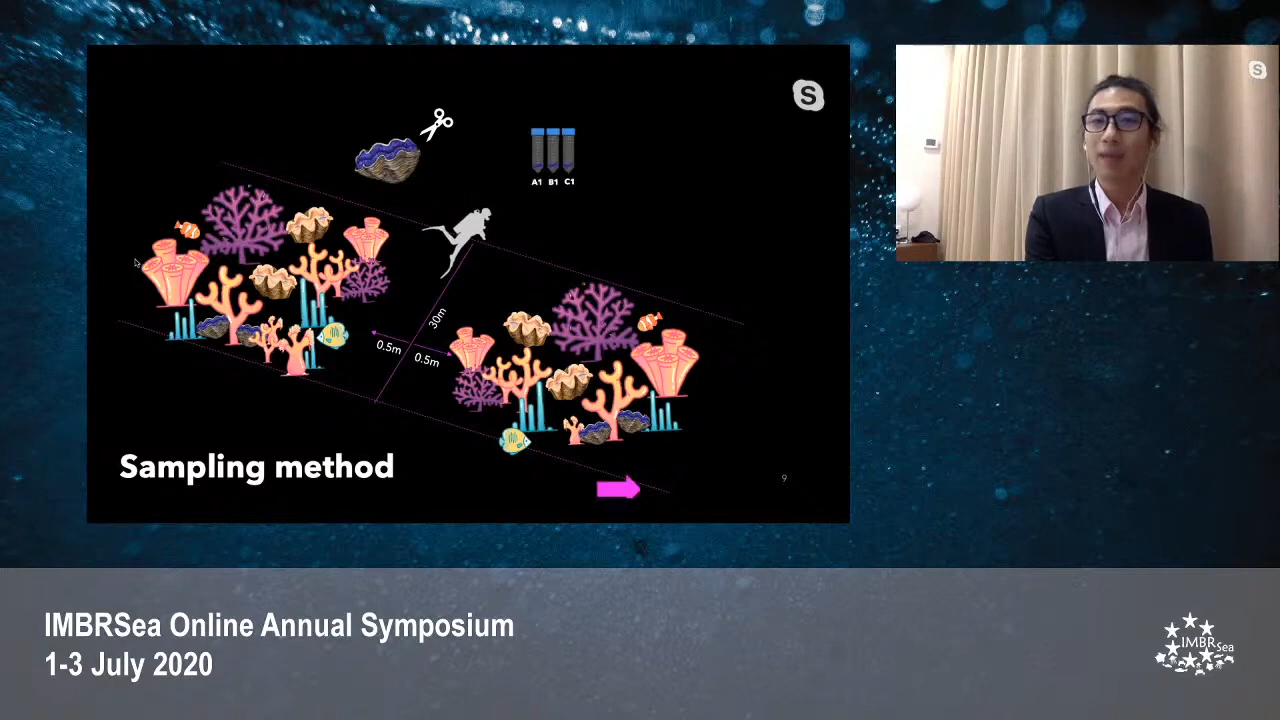 S
A1 B1 C1
30m
0.5m
0.5m
Sampling method
9
S
IMBRSea Online Annual Symposium
1-3 July 2020
IMBRSea